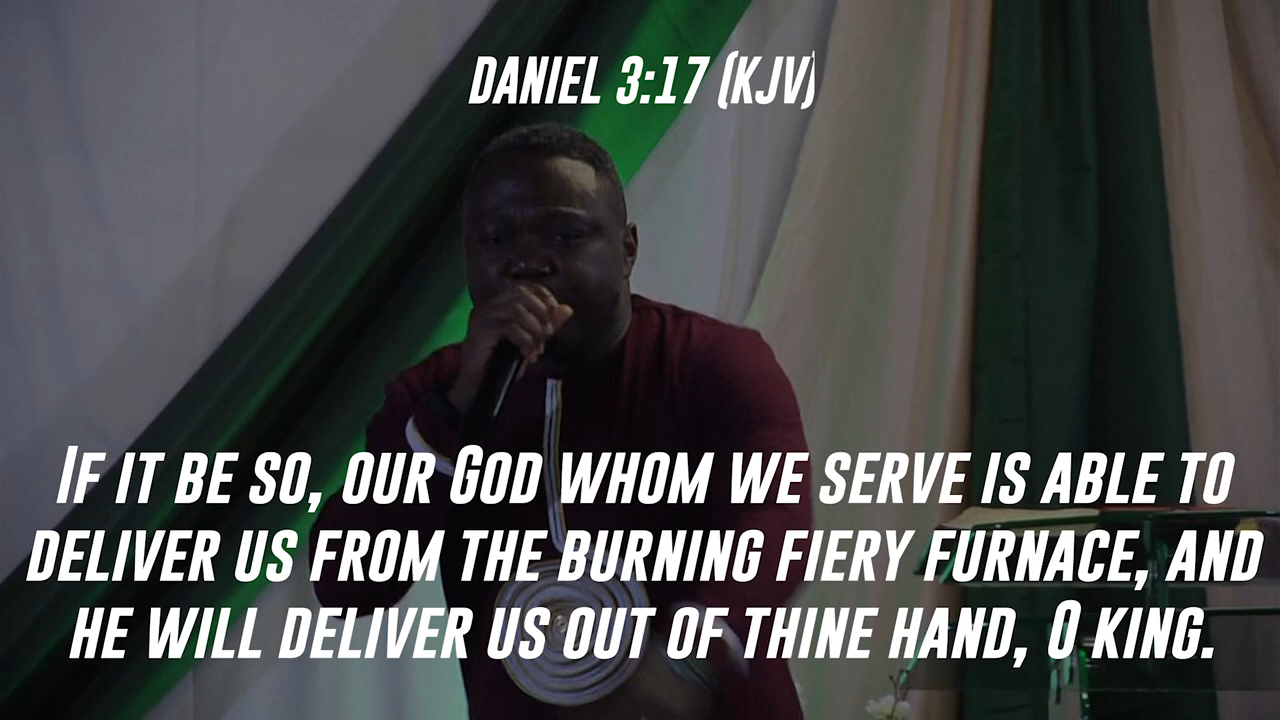 DANIEL 3:17 (KJV)
IF IT BE SO, OUR GOD WHOM WE SERVE IS ABLE TO
DELIVER US FROM THE BURNING FIERY FURNACE, AND
HE WILL DELIVER US OUT OF THINE HAND, O KING.